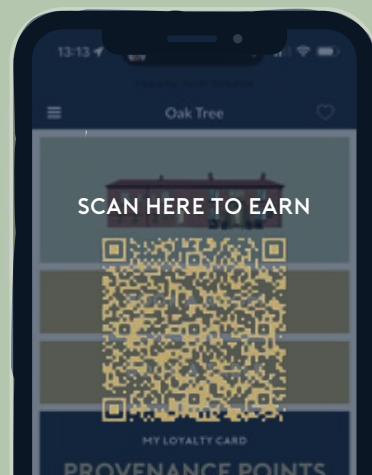 13:13
Oak Tree
SCAN HERE TO EARN
MY LOYALTY CARD
PROVENANCE POINTS